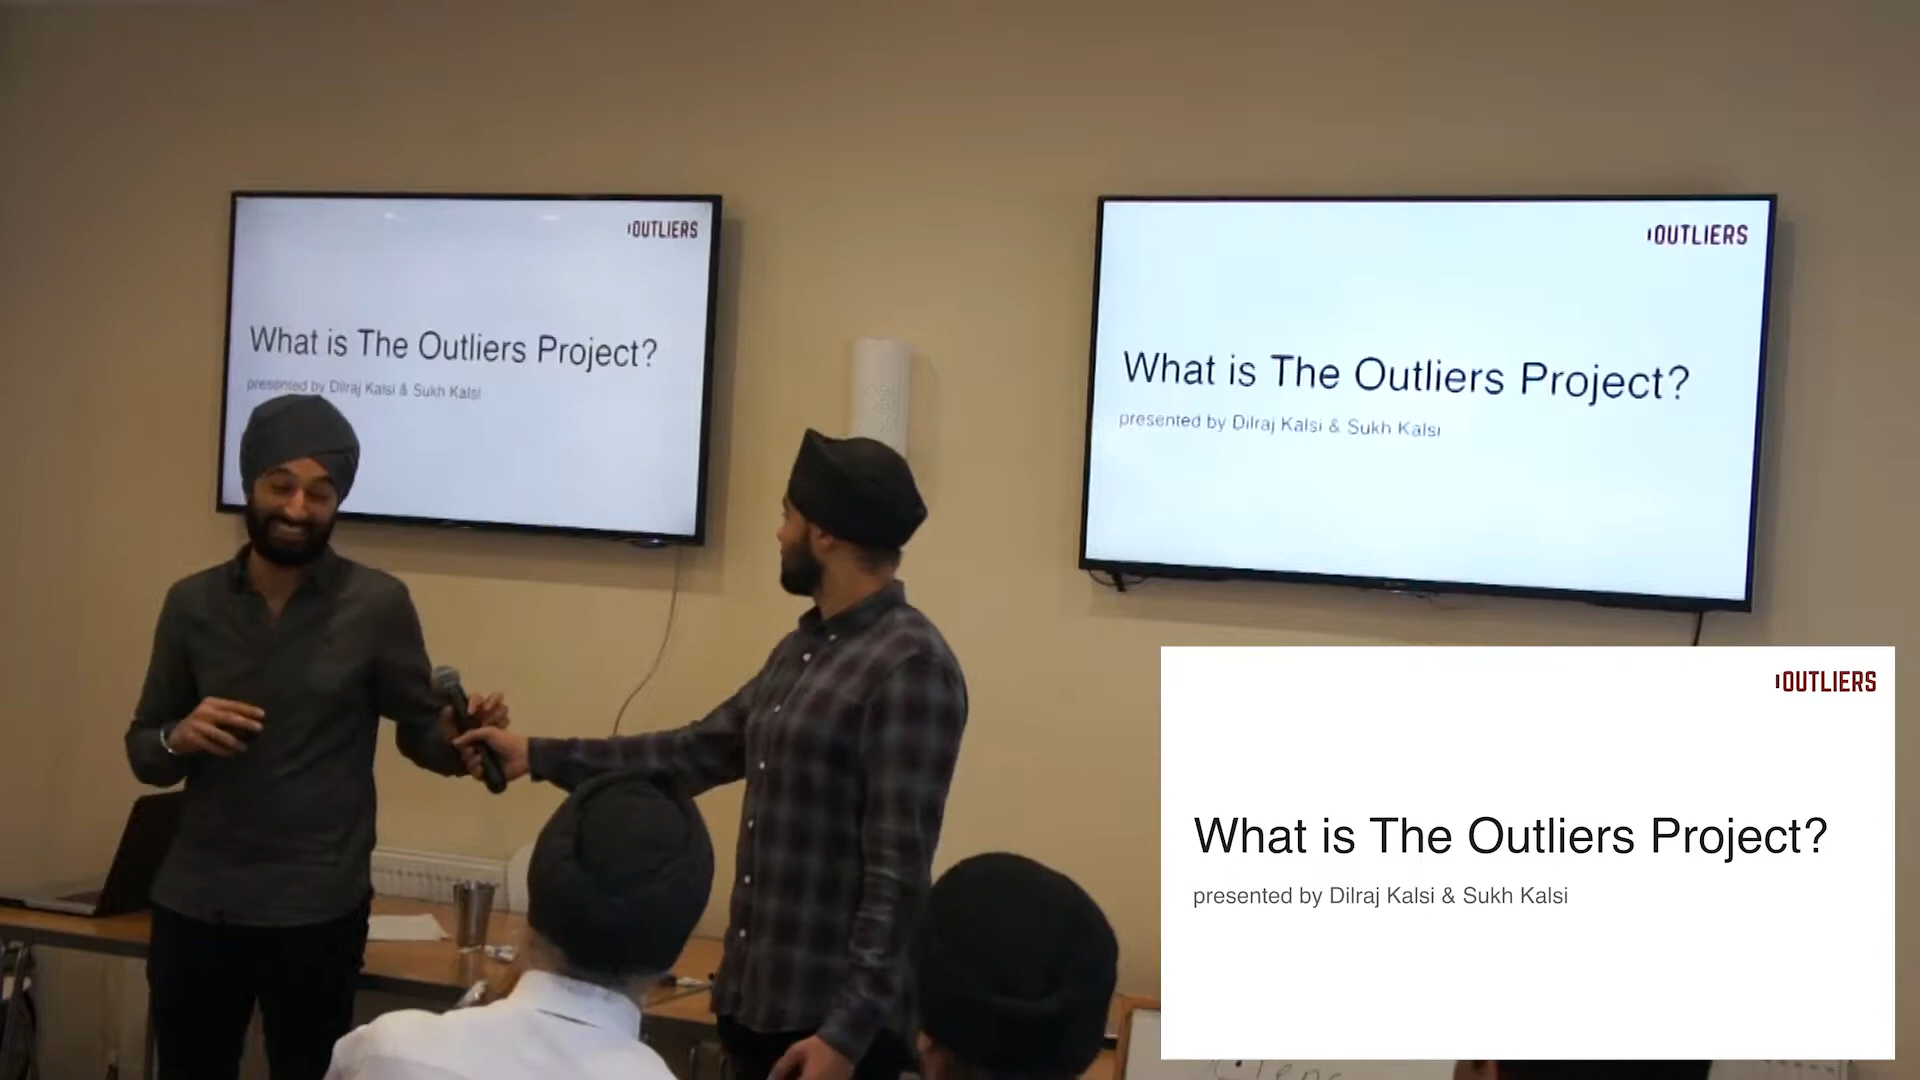 OUTLIERS
What is The Outliers Project?
presented by Dilraj Kalsi & Sukh Kalsi
OUTLIERS
What is The Outliers Project?
presented by Dilraj Kalsi & Sukh Kalsi
OUTLIERS
What is The Outliers Project?
presented by Dilraj Kalsi & Sukh Kalsi